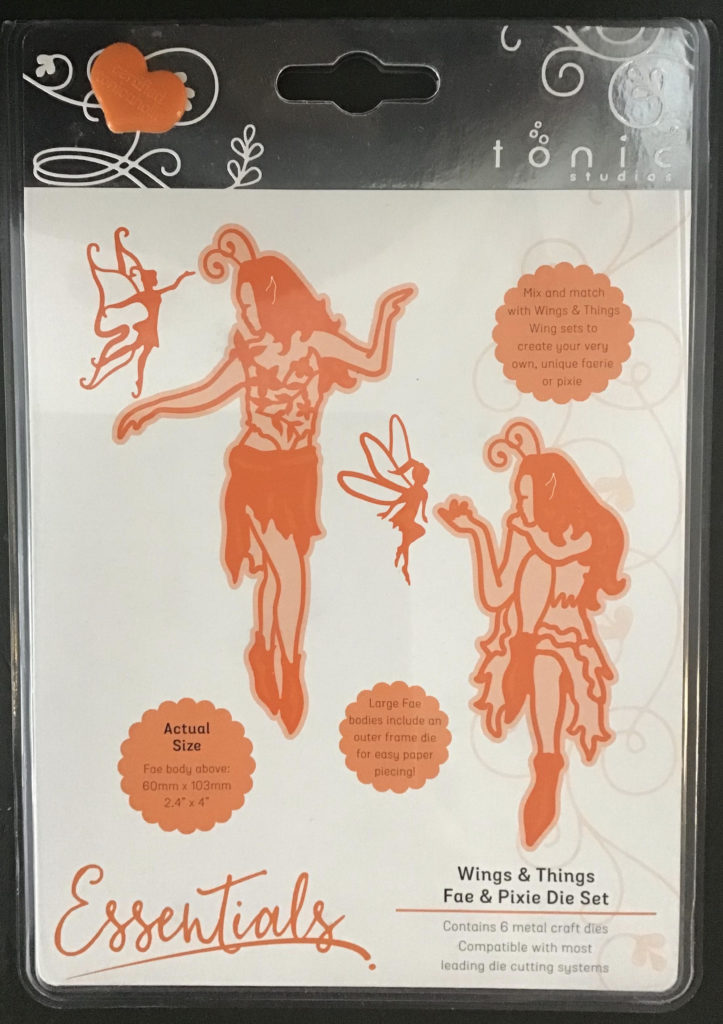 tonic
studios
Mix and match
with Wings & Things
Wing sets to
create your very
own, unique faerie
or pixie
Actual
Size
Fae body above:
60mm x 103mm
2.4" x 4"
Large Fae
bodies include an
outer frame die
for easy paper
piecing!
Essentials
Wings & Things
Fae & Pixie Die Set
Contains 6 metal craft dies
Compatible with most
leading die cutting systems